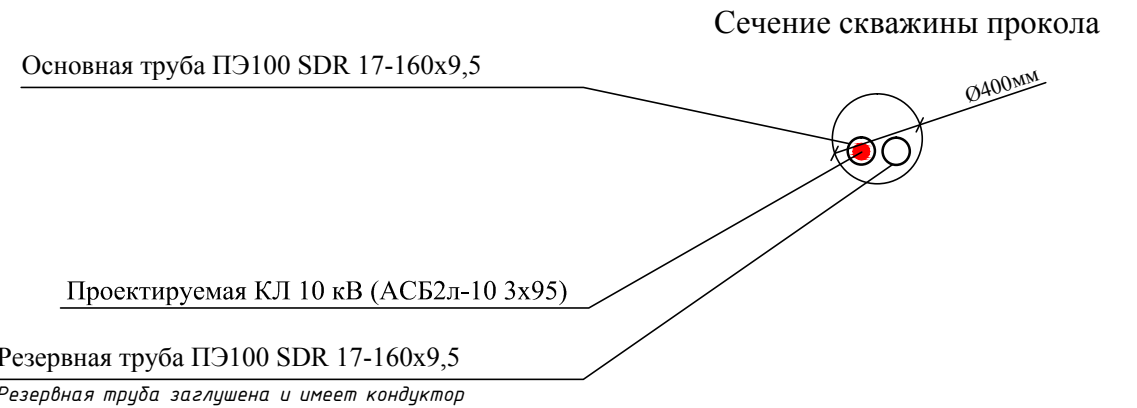 Сечение скважины прокола
Основная труба ПЭ100 SDR 17-160х9,5
Ø400мм
Проектируемая КЛ 10 кВ (АСБ2л-10 3х95)
Резервная труба ПЭ100 SDR 17-160х9,5
Резервная труба заглушена и имеет кондуктор